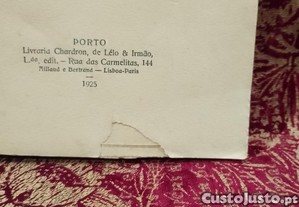 PORTO
Livraria Chardron, de Lélo & Irmão,
L.da, edit. — Rua das Carmelitas, 144
Aillaud e Bertrand — Lisboa-Paris
1925
CustoJusto.pt